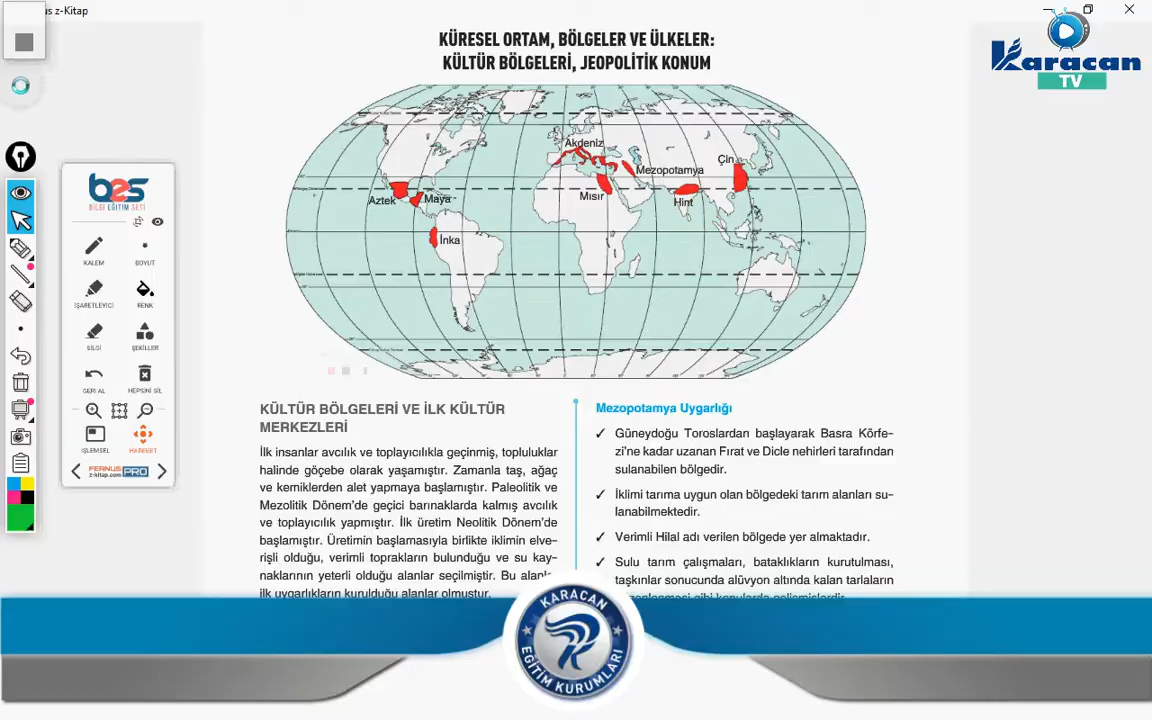 us z-Kitap
KÜRESEL ORTAM, BÖLGELER VE ÜLKELER:
KÜLTÜR BÖLGELERİ, JEOPOLİTİK KONUM
Karacan
TV
bes
BİLGE EĞİTİM SETİ
KALEM
BOYUT
İŞARETLEYİCİ
RENK
SİLGİ
ŞEKİLLER
GERİ AL
HEPSİNİ SİL
İŞLEMSEL
HAREKET
FERNUS
z-kitap.com PRO
Akdeniz
Mezopotamya
Çin
Mısır
Hint
Aztek
Maya
İnka
KÜLTÜR BÖLGELERİ VE İLK KÜLTÜR
MERKEZLERİ
İlk insanlar avcılık ve toplayıcılıkla geçinmiş, topluluklar
halinde göçebe olarak yaşamıştır. Zamanla taş, ağaç
ve kemiklerden alet yapmaya başlamıştır. Paleolitik ve
Mezolitik Dönem'de geçici barınaklarda kalmış avcılık
ve toplayıcılık yapmıştır. İlk üretim Neolitik Dönem'de
başlamıştır. Üretimin başlamasıyla birlikte iklimin elve-
rişli olduğu, verimli toprakların bulunduğu ve su kay-
naklarının yeterli olduğu alanlar seçilmiştir. Bu alanlar
ilk uygarlıkların kurulduğu alanlar olmuştur.
Mezopotamya Uygarlığı
✓ Güneydoğu Toroslardan başlayarak Basra Körfe-
zi'ne kadar uzanan Fırat ve Dicle nehirleri tarafından
sulanabilen bölgedir.
✓ İklimi tarıma uygun olan bölgedeki tarım alanları su-
lanabilmektedir.
✓ Verimli Hilal adı verilen bölgede yer almaktadır.
✓ Sulu tarım çalışmaları, bataklıkların kurutulması,
taşkınlar sonucunda alüvyon altında kalan tarlaların
gibi konularda gelişmişlerdir.
KARACAN
EĞİTİM KURUMLARI